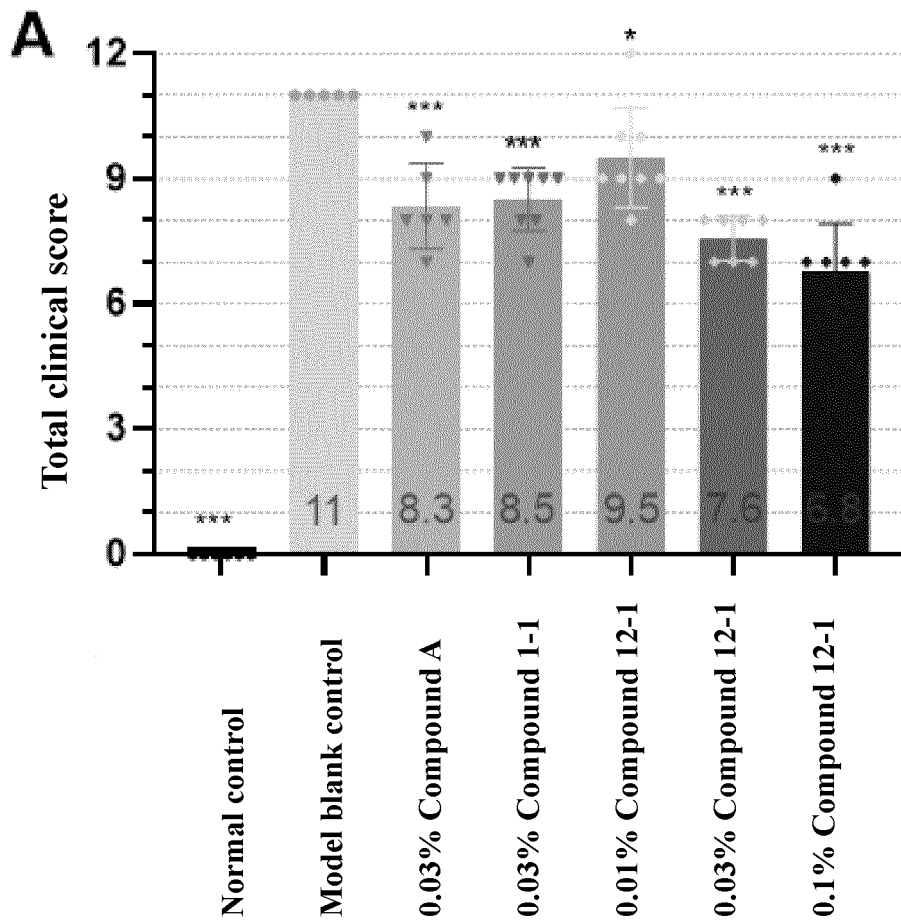 A
Total clinical score
12
9
6
3
0
***
***
***
*
***
***
11
8.3
8.5
9.5
7.6
6.8
Normal control
Model blank control
0.03% Compound A
0.03% Compound 1-1
0.01% Compound 12-1
0.03% Compound 12-1
0.1% Compound 12-1